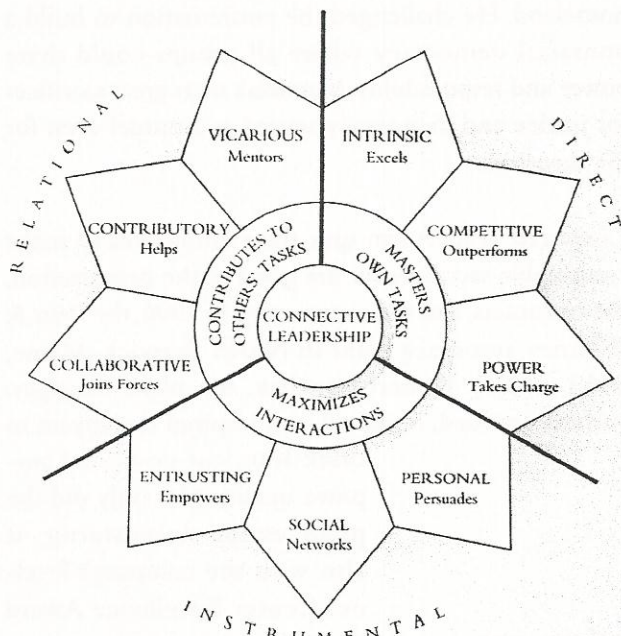 RELATIONAL
DIRECT
VICARIOUS
Mentors
INTRINSIC
Excels
CONTRIBUTORY
Helps
COMPETITIVE
Outperforms
CONTRIBUTES TO
OTHERS' TASKS
MASTERS
OWN TASKS
CONNECTIVE
LEADERSHIP
COLLABORATIVE
Joins Forces
POWER
Takes Charge
MAXIMIZES
INTERACTIONS
ENTRUSTING
Empowers
PERSONAL
Persuades
SOCIAL
Networks
INSTRUMENTAL